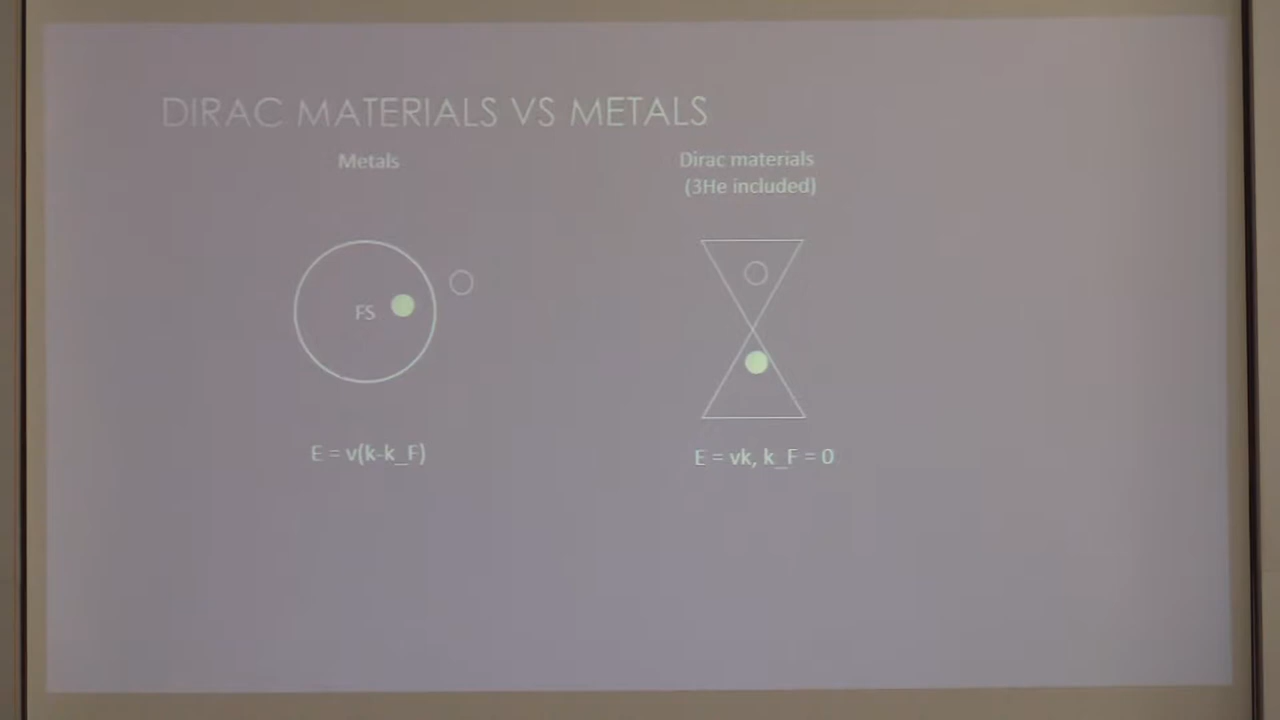 DIRAC MATERIALS VS METALS
Metals
Dirac materials
(3He included)
FS
E = v(k-k_F)
E = vk, k_F = 0